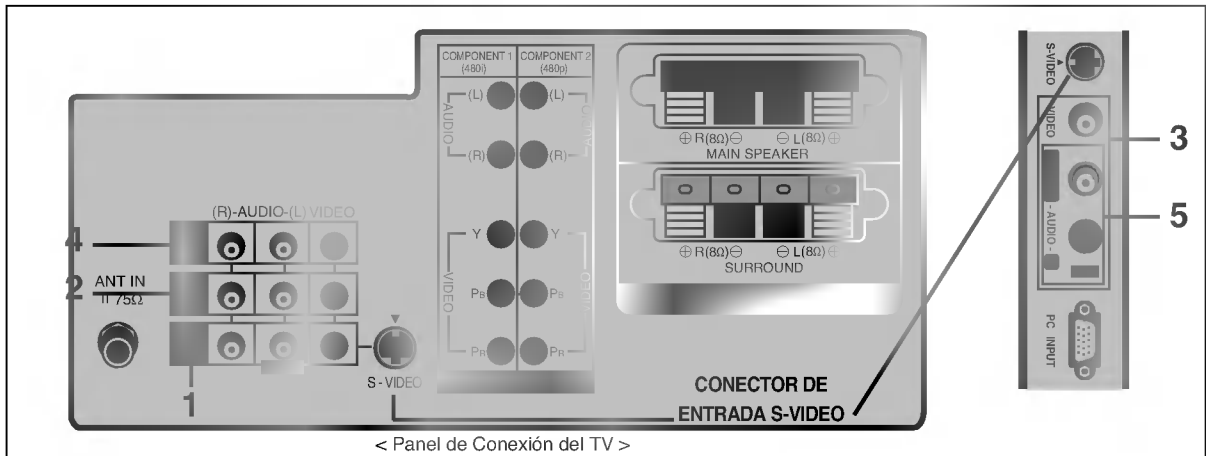 COMPONENT 1 COMPONENT 2
(480i) (480p)
(L) (L)
AUDIO AUDIO
(R) (R)
Y Y
VIDEO VIDEO
PB PB
PR PR
⊕ R(8Ω)⊖ ⊖ L(8Ω)⊕
MAIN SPEAKER
⊕ R(8Ω)⊖ ⊖ L(8Ω)⊕
SURROUND
(R)-AUDIO-(L) VIDEO
4
2
ANT IN
75Ω
1
S-VIDEO
CONECTOR DE
ENTRADA S-VIDEO
S-VIDEO
VIDEO
3
- AUDIO -
5
PC INPUT
< Panel de Conexión del TV >